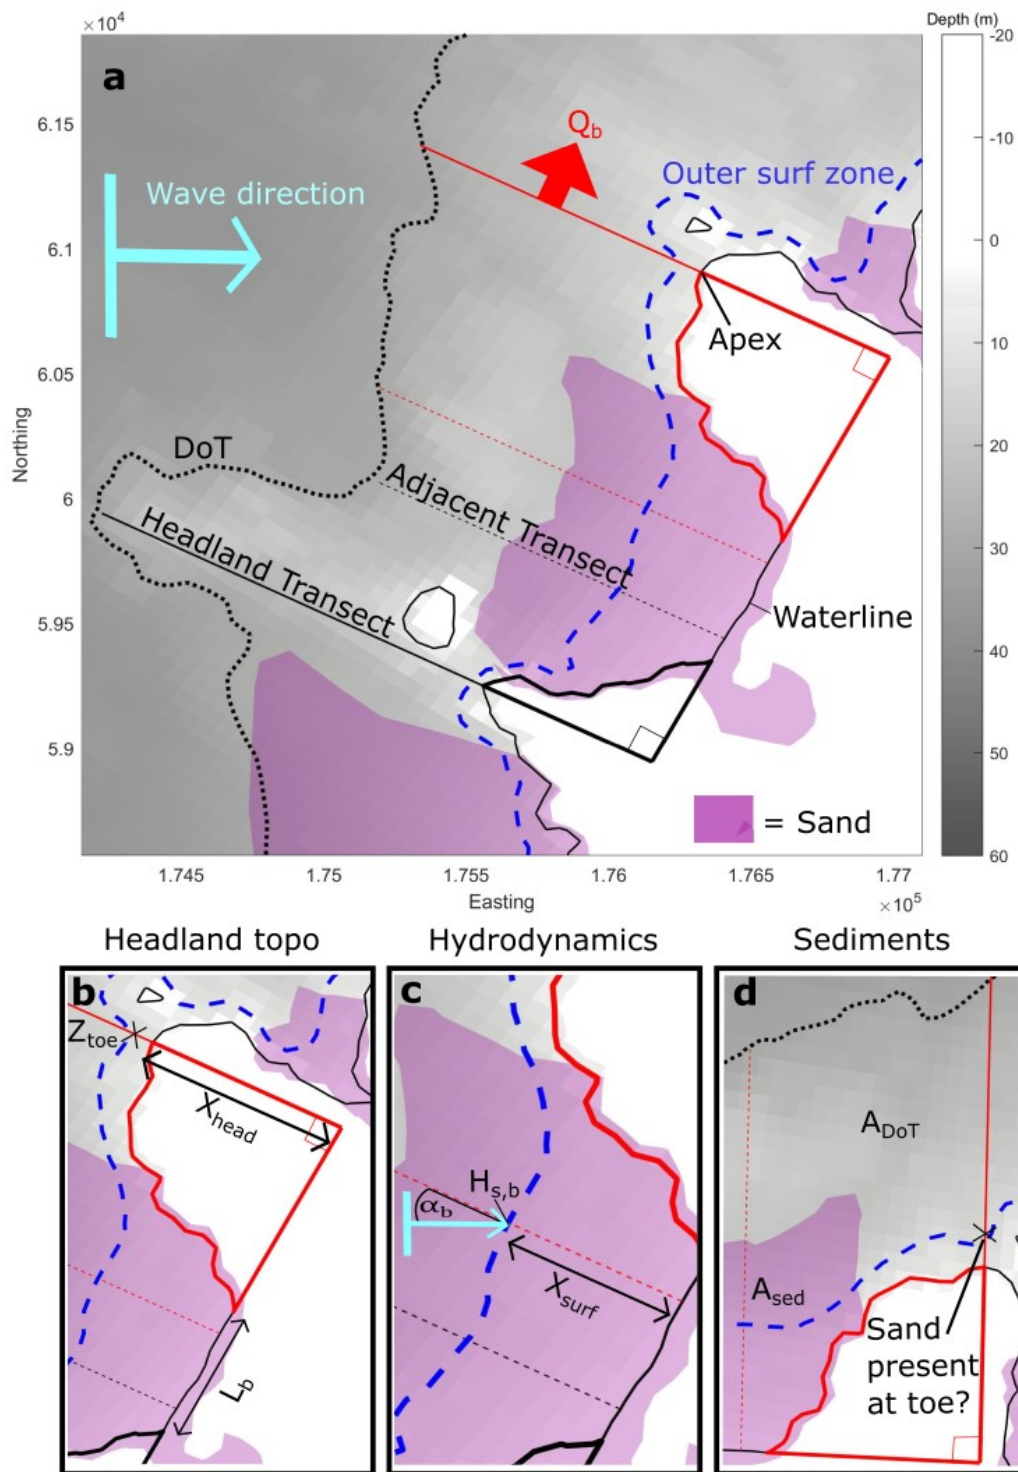 ×10⁴
Depth (m)
a
-20
-10
0
10
20
30
40
50
60
6.15
6.1
6.05
6
5.95
5.9
Northing
Q_b
Wave direction
Outer surf zone
Apex
DoT
Adjacent Transect
Headland Transect
Waterline
= Sand
1.745
1.75
1.755
1.76
1.765
1.77
Easting
×10⁵
Headland topo
Hydrodynamics
Sediments
b
Z_toe
X_head
L_b
c
H_s,b
α_b
X_surf
d
A_DoT
A_sed
Sand
present
at toe?